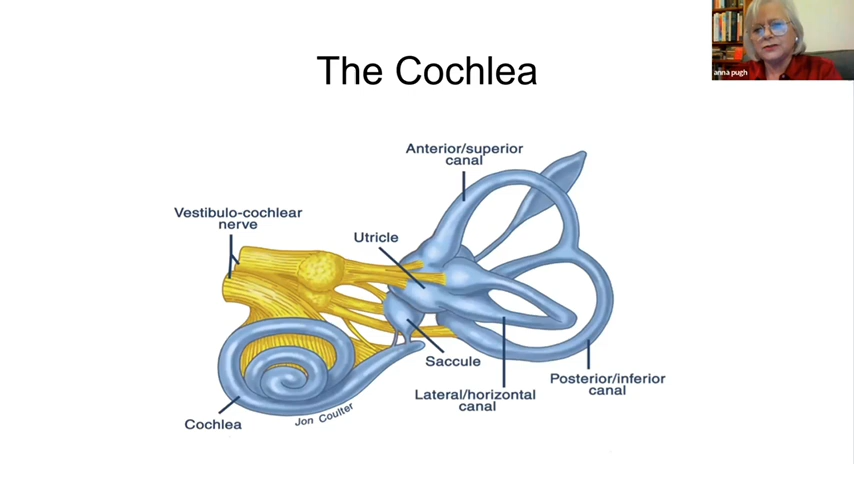 The Cochlea
anna pugh
Anterior/superior
canal
Vestibulo-cochlear
nerve
Utricle
Saccule
Lateral/horizontal
canal
Posterior/inferior
canal
Cochlea
Jon Coulter